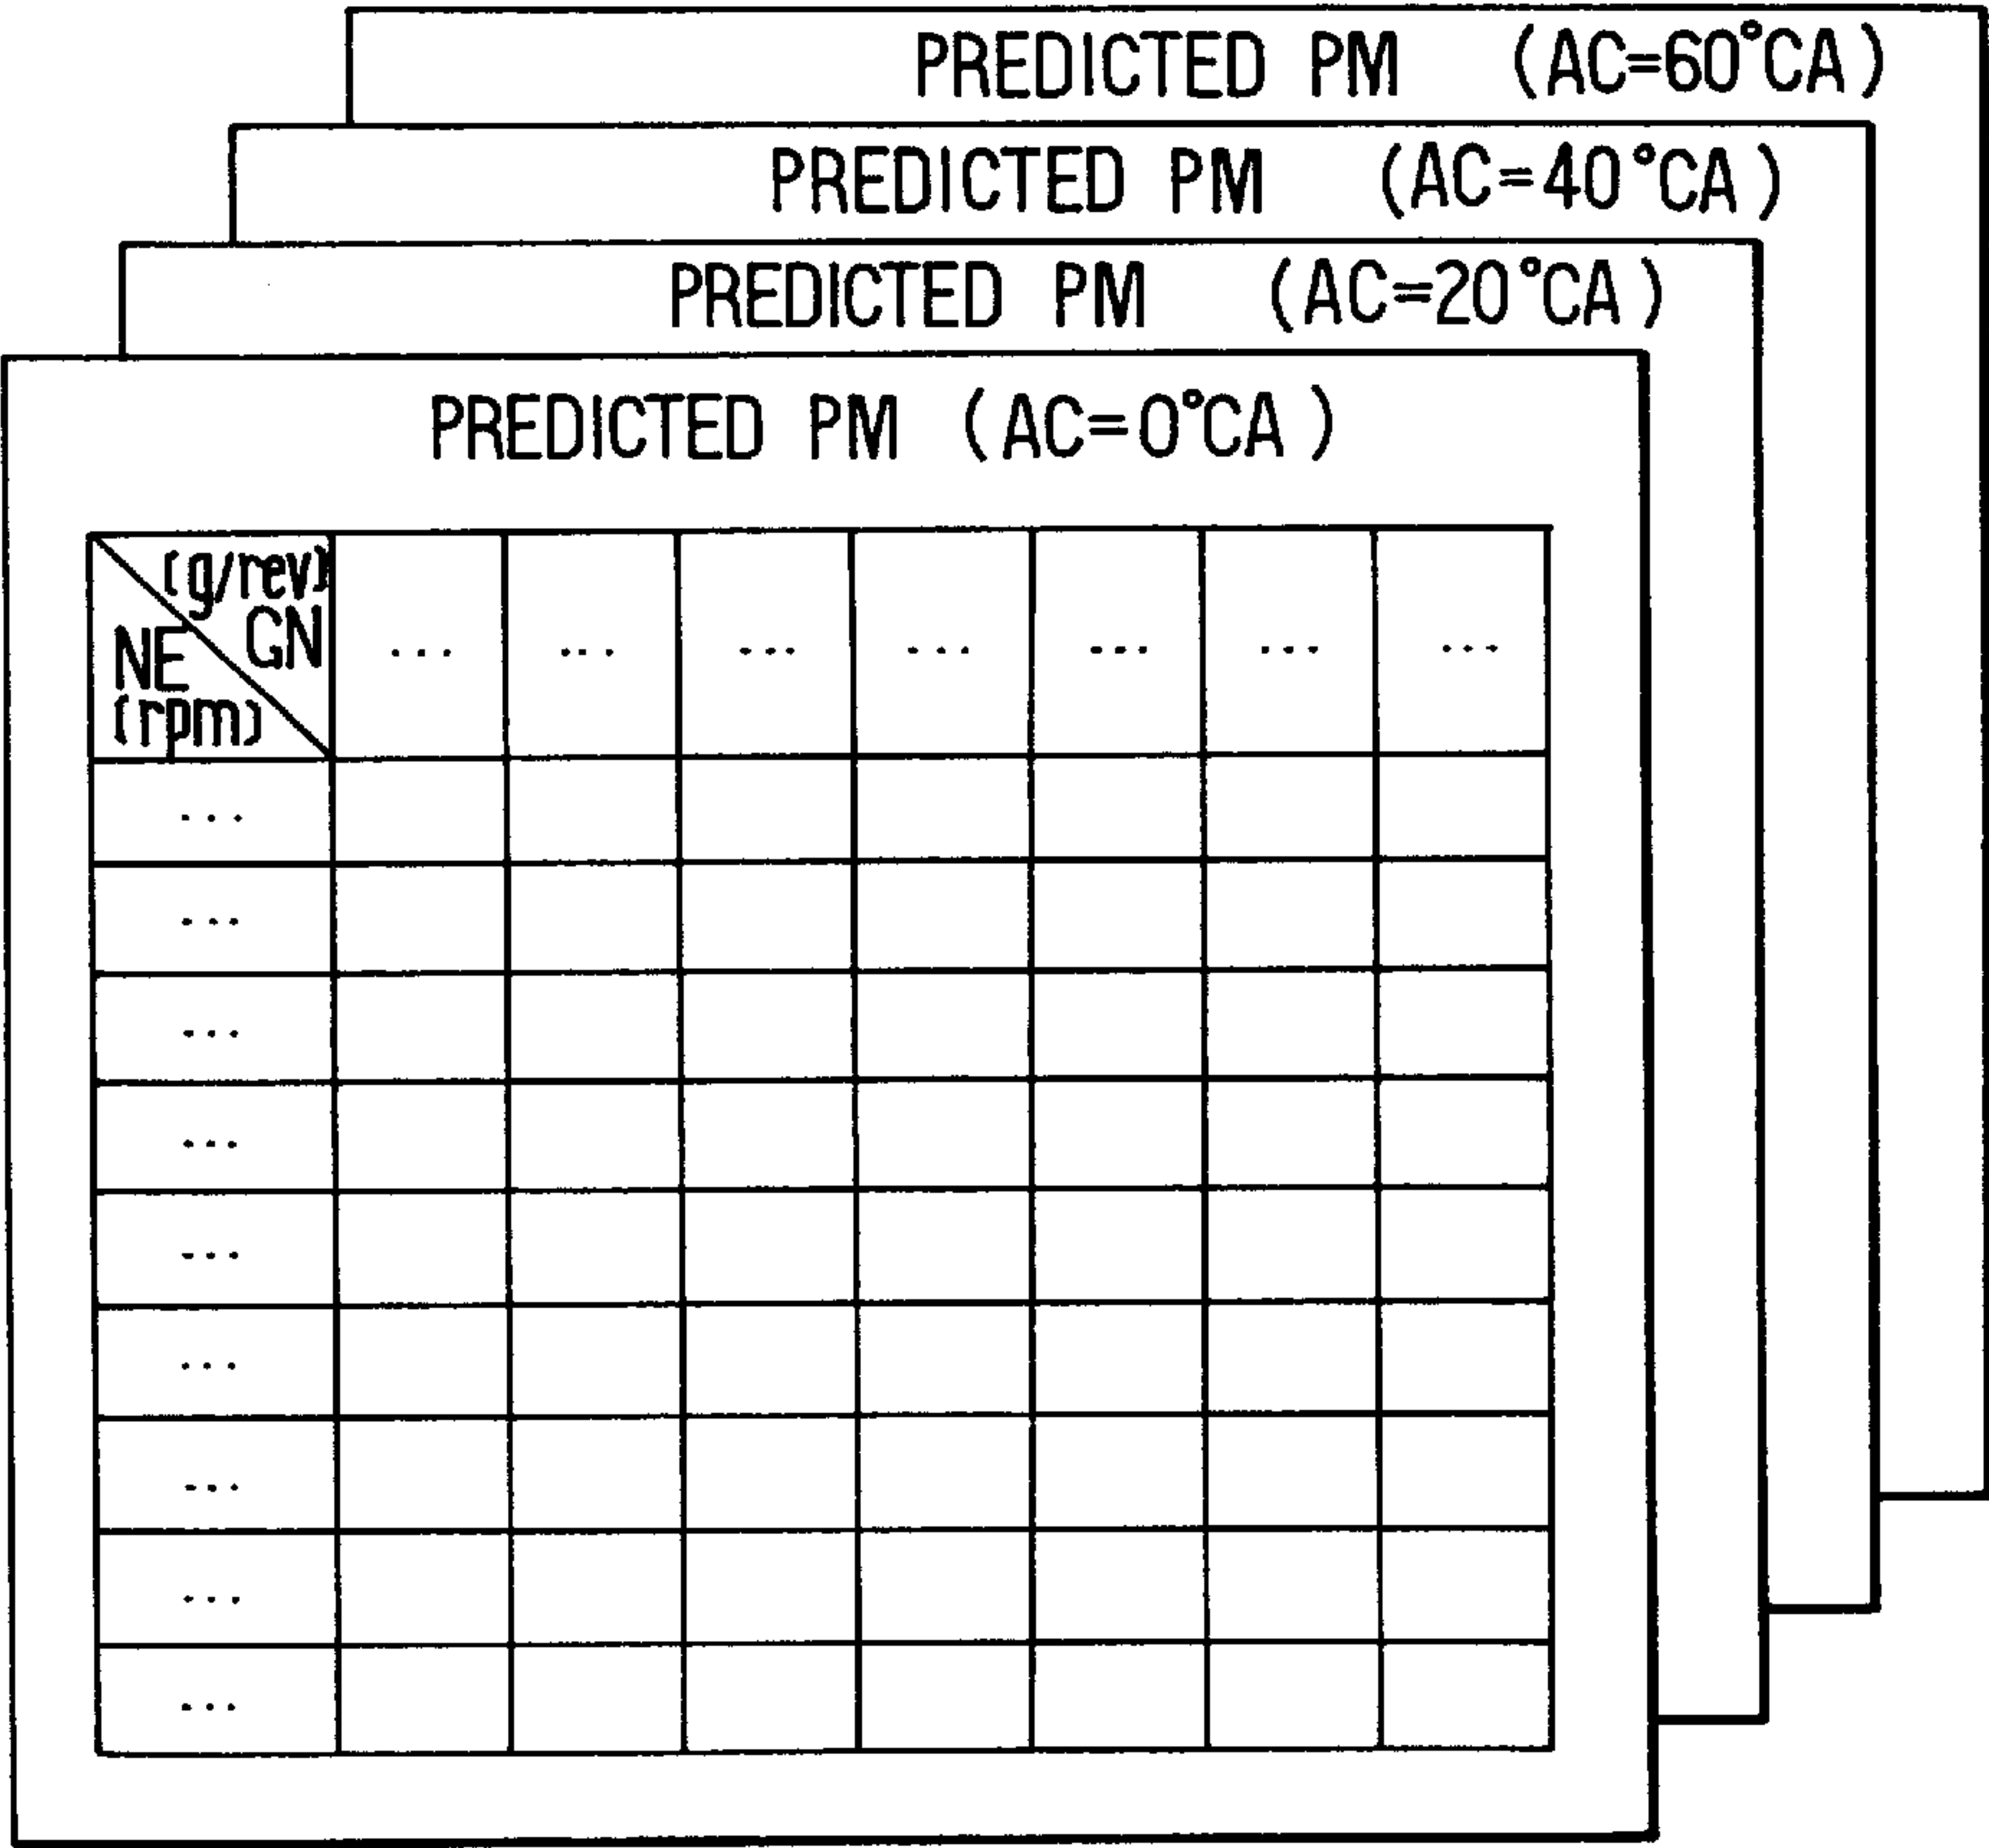 PREDICTED PM (AC=60°CA)
PREDICTED PM (AC=40°CA)
PREDICTED PM (AC=20°CA)
PREDICTED PM (AC=0°CA)
(g/rev)
GN
NE
(rpm)
... ... ... ... ... ... ...
...
...
...
...
...
...
...
...
...